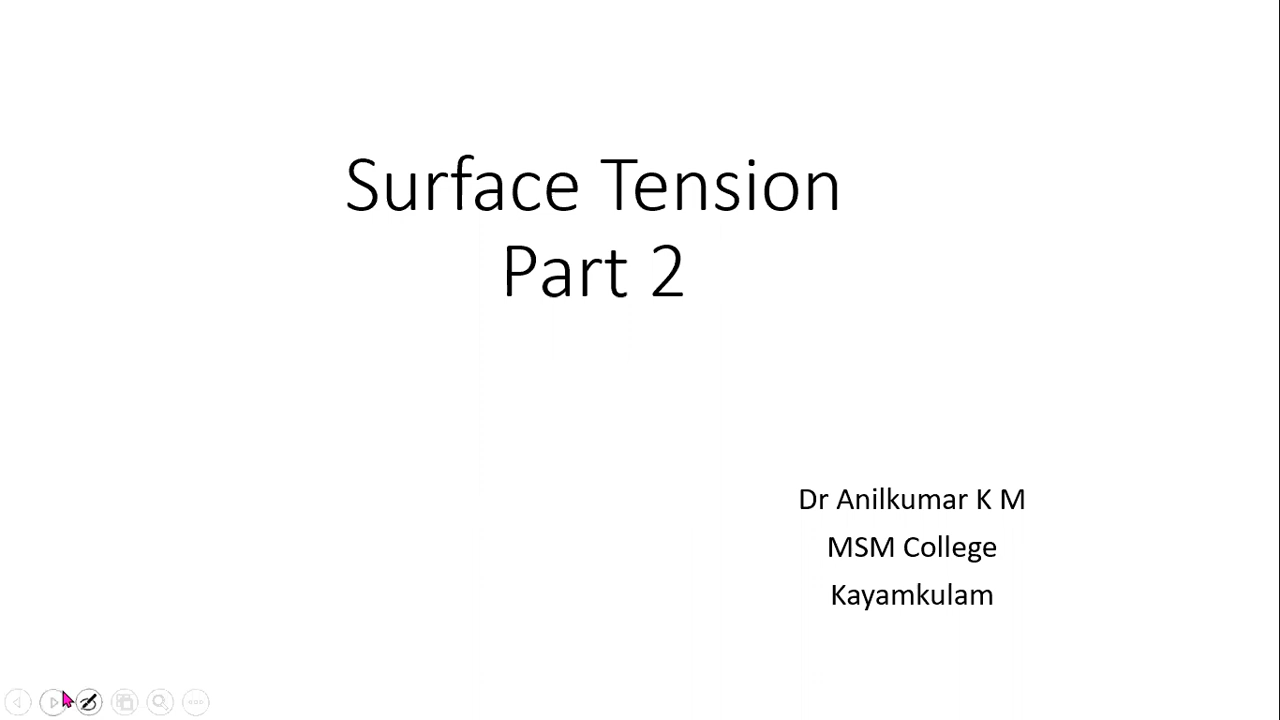 Surface Tension
Part 2
Dr Anilkumar K M
MSM College
Kayamkulam